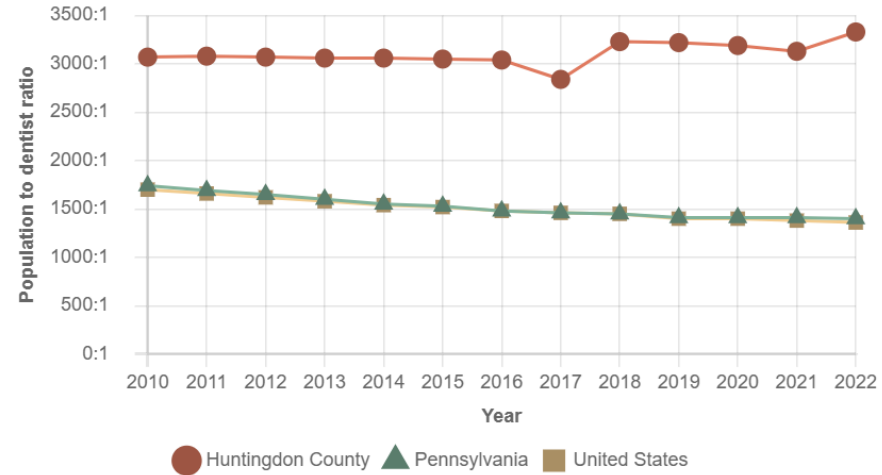 Population to dentist ratio
3500:1
3000:1
2500:1
2000:1
1500:1
1000:1
500:1
0:1
2010 2011 2012 2013 2014 2015 2016 2017 2018 2019 2020 2021 2022
Year
Huntingdon County Pennsylvania United States